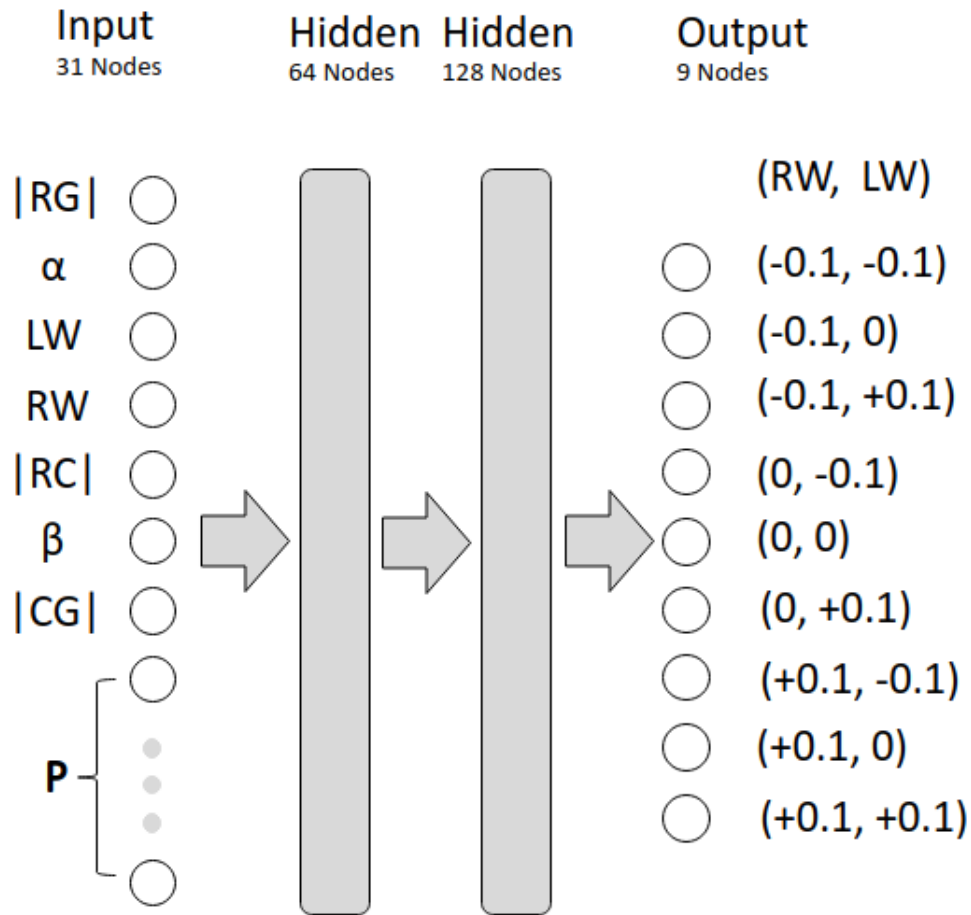 Input
31 Nodes
Hidden
64 Nodes
Hidden
128 Nodes
Output
9 Nodes
|RG|
α
LW
RW
|RC|
β
|CG|
P
(RW, LW)
(-0.1, -0.1)
(-0.1, 0)
(-0.1, +0.1)
(0, -0.1)
(0, 0)
(0, +0.1)
(+0.1, -0.1)
(+0.1, 0)
(+0.1, +0.1)